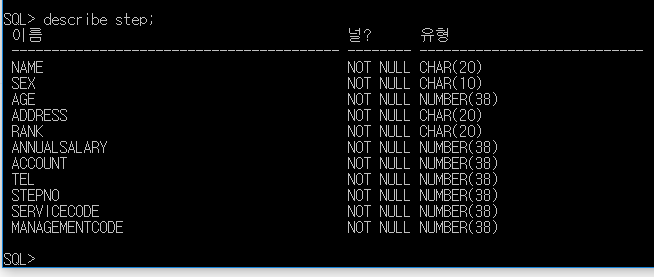 SQL> describe step;
이름 널? 유형
----------------------------------------- -------- ----------------------------
NAME NOT NULL CHAR(20)
SEX NOT NULL CHAR(10)
AGE NOT NULL NUMBER(38)
ADDRESS NOT NULL CHAR(20)
RANK NOT NULL CHAR(20)
ANNUALSALARY NOT NULL NUMBER(38)
ACCOUNT NOT NULL NUMBER(38)
TEL NOT NULL NUMBER(38)
STEPNO NOT NULL NUMBER(38)
SERVICECODE NOT NULL NUMBER(38)
MANAGEMENTCODE NOT NULL NUMBER(38)
SQL>